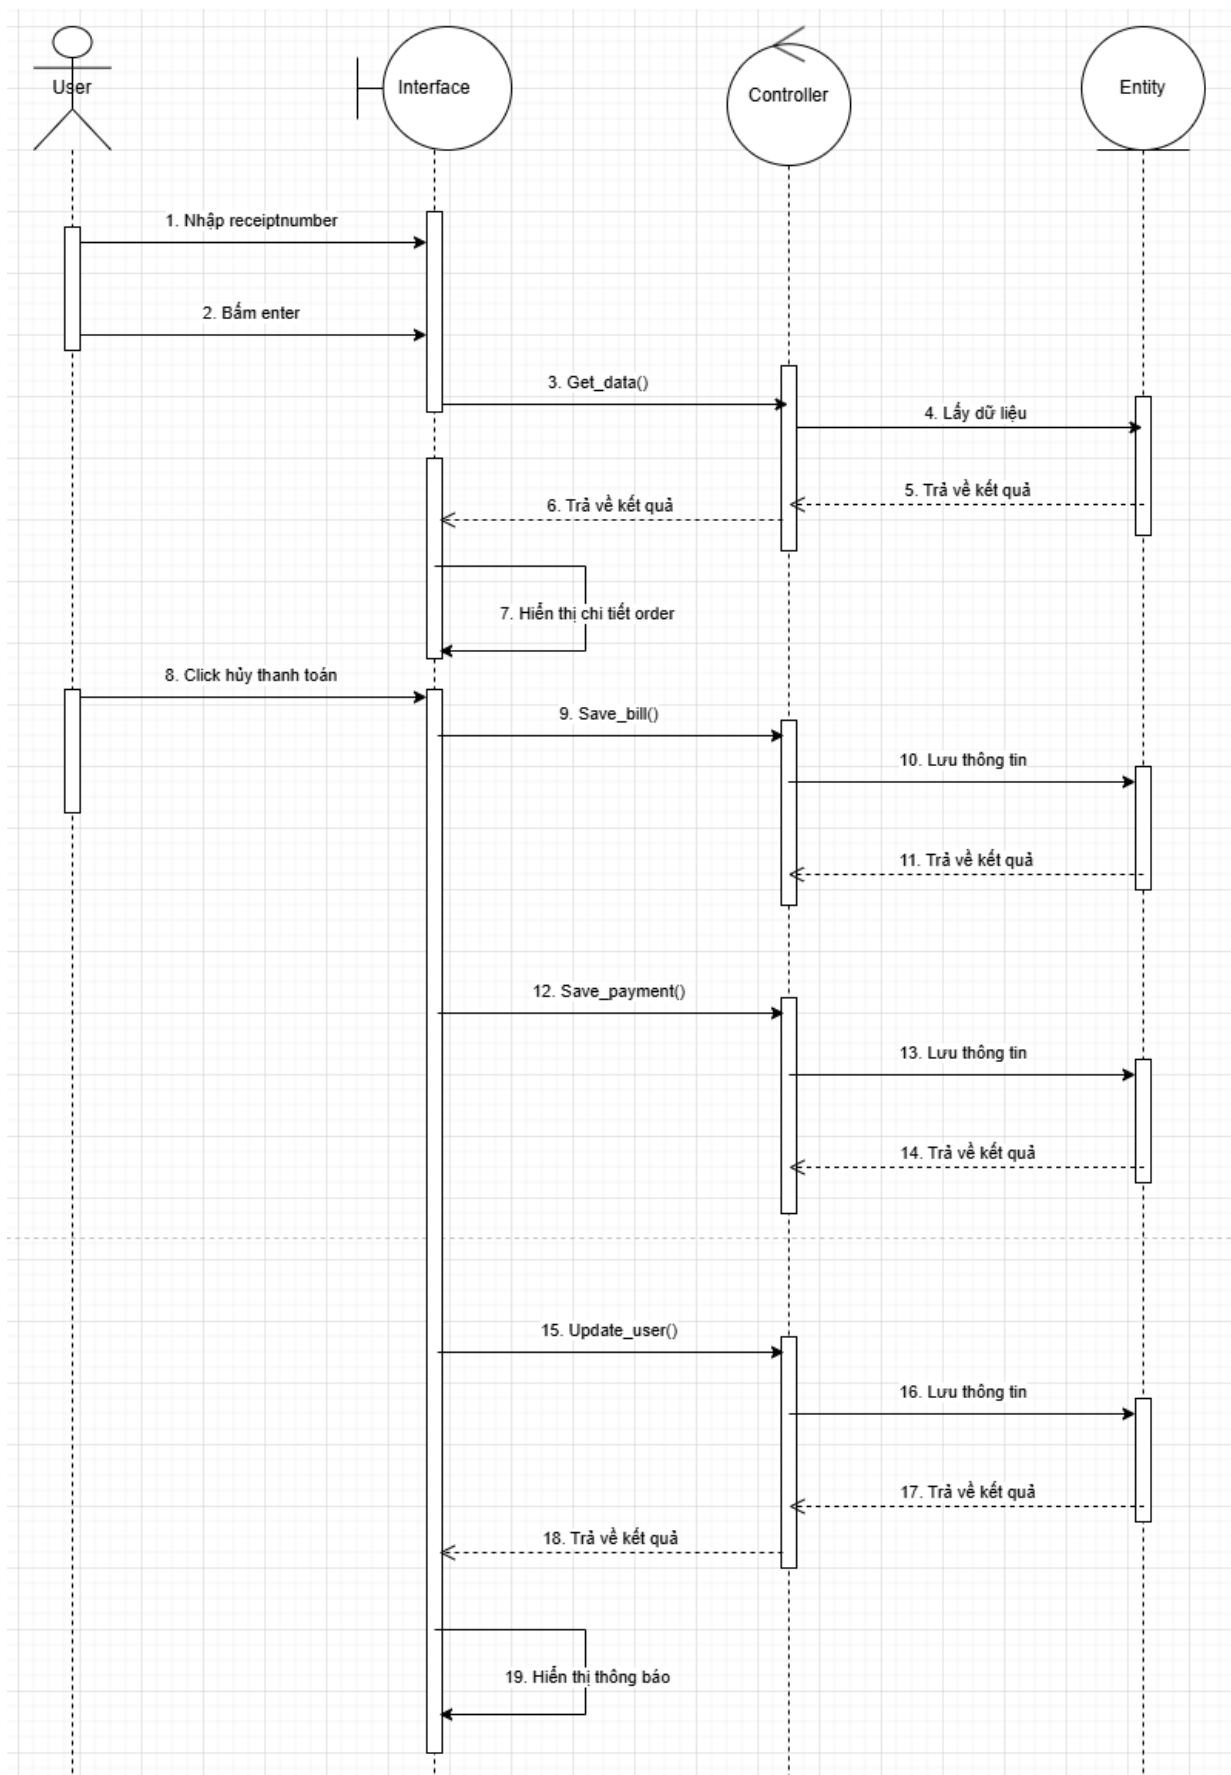 User
Interface
Controller
Entity
1. Nhập receiptnumber
2. Bấm enter
3. Get_data()
4. Lấy dữ liệu
5. Trả về kết quả
6. Trả về kết quả
7. Hiển thị chi tiết order
8. Click hủy thanh toán
9. Save_bill()
10. Lưu thông tin
11. Trả về kết quả
12. Save_payment()
13. Lưu thông tin
14. Trả về kết quả
15. Update_user()
16. Lưu thông tin
17. Trả về kết quả
18. Trả về kết quả
19. Hiển thị thông báo